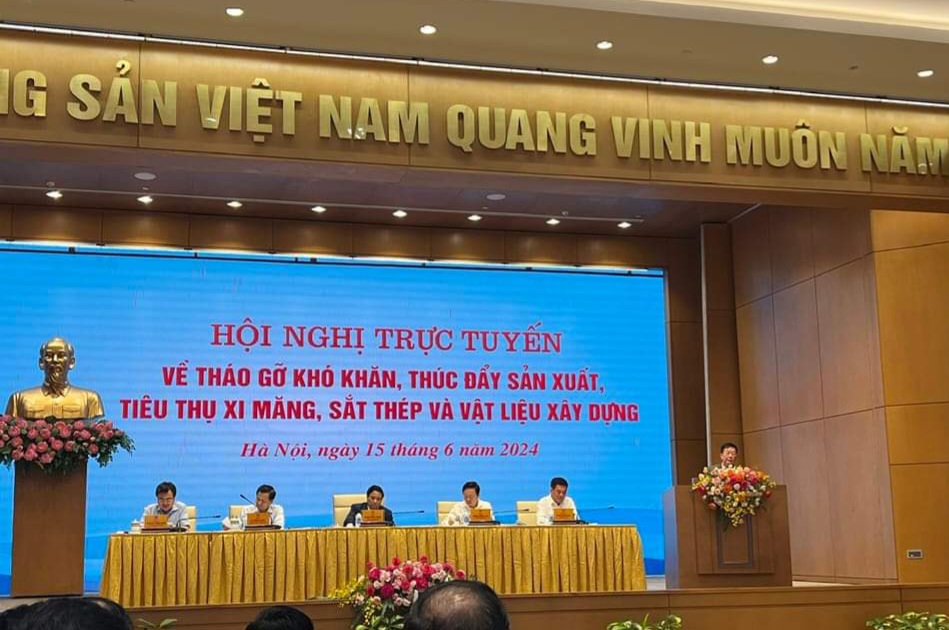 NG SẢN VIỆT NAM QUANG VINH MUÔN NĂM
HỘI NGHỊ TRỰC TUYẾN
VỀ THÁO GỠ KHÓ KHĂN, THÚC ĐẨY SẢN XUẤT,
TIÊU THỤ XI MĂNG, SẮT THÉP VÀ VẬT LIỆU XÂY DỰNG
Hà Nội, ngày 15 tháng 6 năm 2024